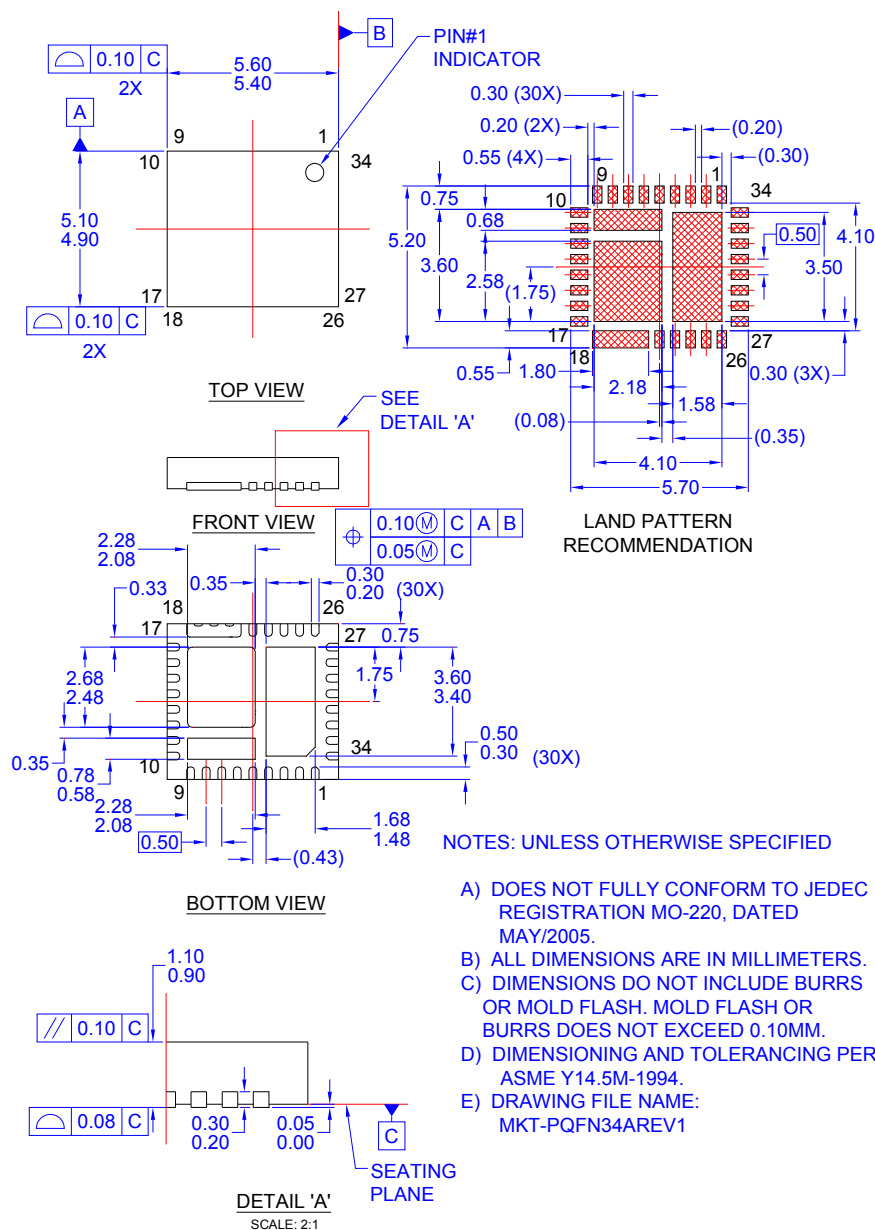 B
PIN#1
INDICATOR
0.10 C
2X
5.60
5.40
A
9
1
10
34
5.10
4.90
17
27
18
26
0.10 C
2X
TOP VIEW
0.30 (30X)
0.20 (2X)
(0.20)
0.55 (4X)
(0.30)
9
1
34
10
0.75
0.68
0.50
4.10
5.20
3.60
3.50
2.58
(1.75)
17
18
27
26
0.55
1.80
0.30 (3X)
2.18
1.58
(0.08)
(0.35)
4.10
5.70
LAND PATTERN
RECOMMENDATION
SEE
DETAIL 'A'
FRONT VIEW
0.10Ⓜ C A B
0.05Ⓜ C
2.28
2.08
0.35
0.30
0.20 (30X)
0.33
18
26
17
27
0.75
1.75
2.68
2.48
3.60
3.40
0.50
0.30 (30X)
34
0.35
10
0.78
0.58
9
1
2.28
2.08
1.68
1.48
0.50
(0.43)
BOTTOM VIEW
NOTES: UNLESS OTHERWISE SPECIFIED
A) DOES NOT FULLY CONFORM TO JEDEC
REGISTRATION MO-220, DATED
MAY/2005.
B) ALL DIMENSIONS ARE IN MILLIMETERS.
C) DIMENSIONS DO NOT INCLUDE BURRS
OR MOLD FLASH. MOLD FLASH OR
BURRS DOES NOT EXCEED 0.10MM.
D) DIMENSIONING AND TOLERANCING PER
ASME Y14.5M-1994.
E) DRAWING FILE NAME:
MKT-PQFN34AREV1
1.10
0.90
// 0.10 C
0.08 C
0.30
0.20
0.05
0.00
C
SEATING
PLANE
DETAIL 'A'
SCALE: 2:1